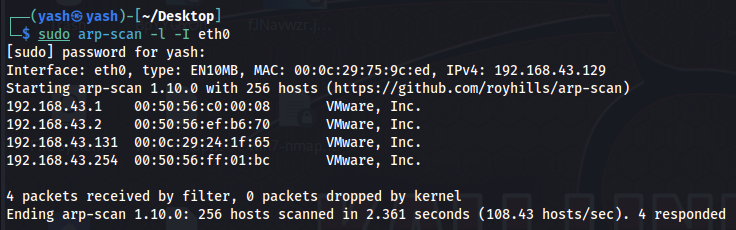 (yash㉿yash)-[~/Desktop]
$ sudo arp-scan -l -I eth0
[sudo] password for yash:
Interface: eth0, type: EN10MB, MAC: 00:0c:29:75:9c:ed, IPv4: 192.168.43.129
Starting arp-scan 1.10.0 with 256 hosts (https://github.com/royhills/arp-scan)
192.168.43.1    00:50:56:c0:00:08       VMware, Inc.
192.168.43.2    00:50:56:ef:b6:70       VMware, Inc.
192.168.43.131  00:0c:29:24:1f:65       VMware, Inc.
192.168.43.254  00:50:56:ff:01:bc       VMware, Inc.

4 packets received by filter, 0 packets dropped by kernel
Ending arp-scan 1.10.0: 256 hosts scanned in 2.361 seconds (108.43 hosts/sec). 4 responded